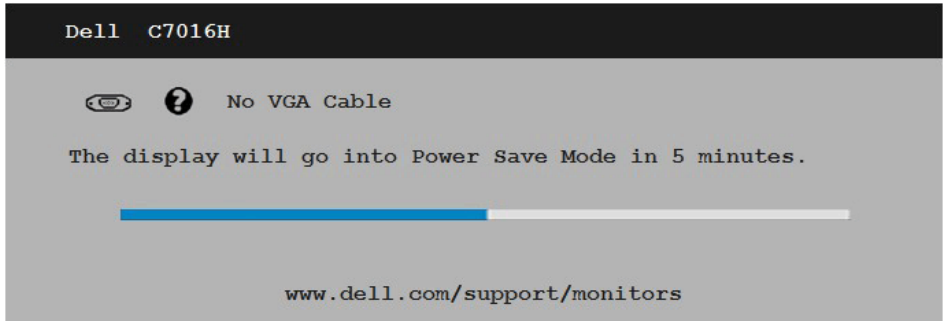 Dell C7016H
No VGA Cable
The display will go into Power Save Mode in 5 minutes.
www.dell.com/support/monitors